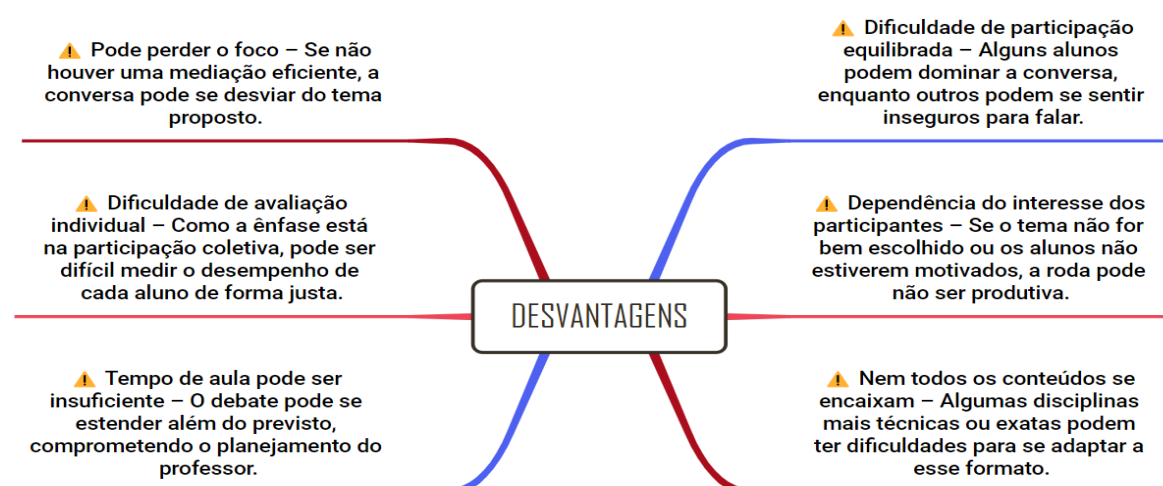 ⚠ Pode perder o foco – Se não
houver uma mediação eficiente, a
conversa pode se desviar do tema
proposto.
⚠ Dificuldade de participação
equilibrada – Alguns alunos
podem dominar a conversa,
enquanto outros podem se sentir
inseguros para falar.
⚠ Dificuldade de avaliação
individual – Como a ênfase está
na participação coletiva, pode ser
difícil medir o desempenho de
cada aluno de forma justa.
⚠ Dependência do interesse dos
participantes – Se o tema não for
bem escolhido ou os alunos não
estiverem motivados, a roda pode
não ser produtiva.
DESVANTAGENS
⚠ Tempo de aula pode ser
insuficiente – O debate pode se
estender além do previsto,
comprometendo o planejamento do
professor.
⚠ Nem todos os conteúdos se
encaixam – Algumas disciplinas
mais técnicas ou exatas podem
ter dificuldades para se adaptar a
esse formato.